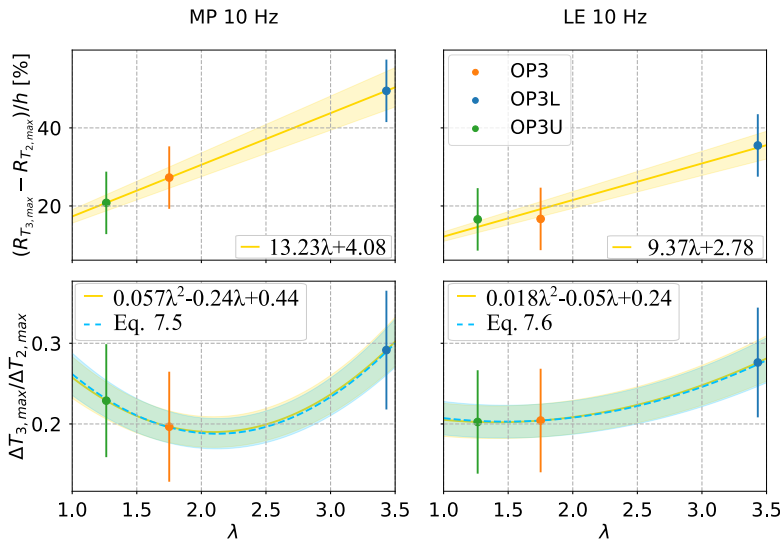 MP 10 Hz
LE 10 Hz
(R_{T_{3,max}} − R_{T_{2,max}})/h [%]
40
20
13.23λ+4.08
OP3
OP3L
OP3U
9.37λ+2.78
ΔT_{3,max}/ΔT_{2,max}
0.3
0.2
0.057λ²-0.24λ+0.44
Eq. 7.5
0.018λ²-0.05λ+0.24
Eq. 7.6
1.0 1.5 2.0 2.5 3.0 3.5
1.0 1.5 2.0 2.5 3.0 3.5
λ
λ